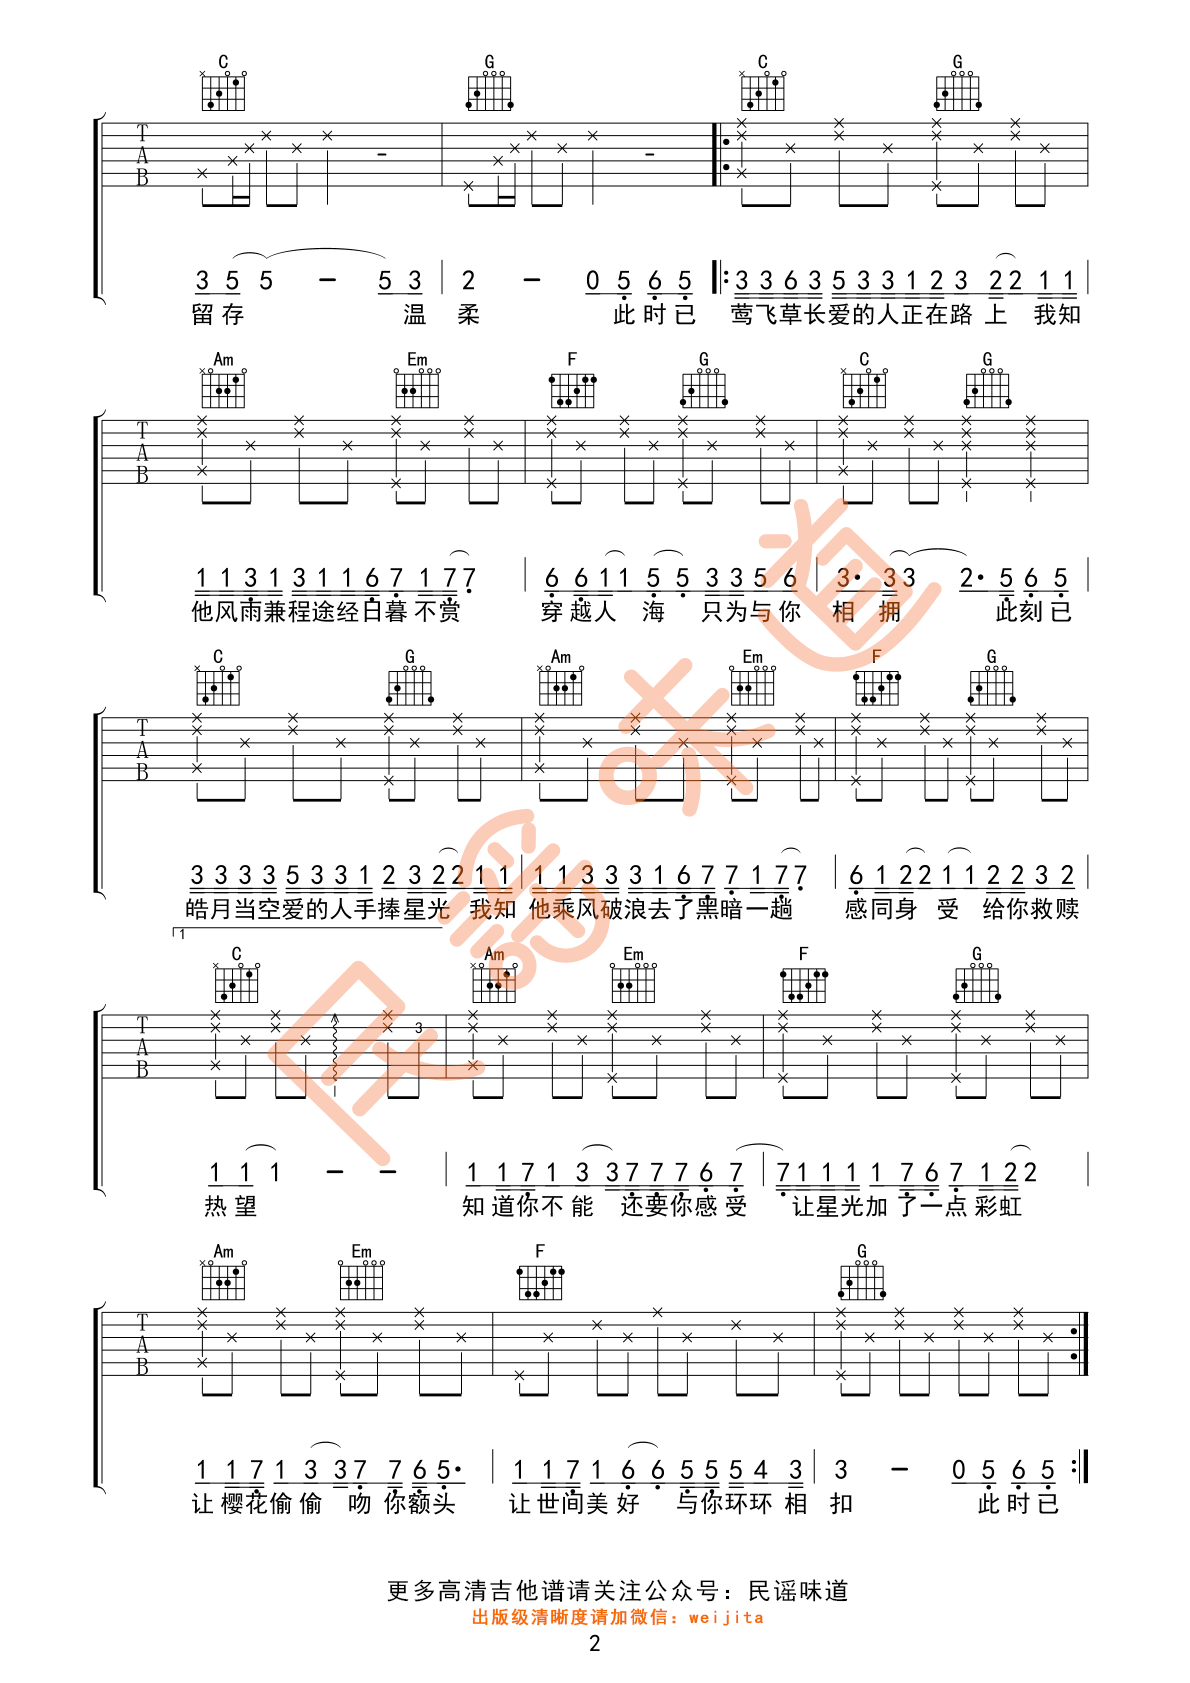 C G C G
T A B
3 5 5 – 5 3 2 – 0 5 6 5 3 3 6 3 5 3 3 1 2 3 2 2 1 1
留存 温 柔 此时已 莺飞草长爱的人正在路上 我知
Am Em F G C G
T A B
1 1 3 1 3 1 1 6 7 1 7 7 6 6 1 1 5 5 3 3 5 6 3· 3 3 2· 5 6 5
他风雨兼程途经日暮不赏 穿越人 海 只为与你 相 拥 此刻已
C G Am Em F G
T A B
3 3 3 3 5 3 3 1 2 3 2 2 1 1 1 1 3 3 3 1 6 7 7 1 7 7 6 1 2 2 1 1 2 2 3 2
皓月当空爱的人手捧星光 我知 他乘风破浪去了黑暗一趟 感同身 受 给你救赎
1
C Am Em F G
T A B 3
1 1 1 – – 1 1 7 1 3 3 7 7 7 6 7 7 1 1 1 1 7 6 7 1 2 2
热望 知道你不能 还要你感受 让星光加了一点彩虹
Am Em F G
T A B
1 1 7 1 3 3 7 7 6 5· 1 1 7 1 6 6 5 5 5 4 3 3 – 0 5 6 5
让樱花偷偷 吻你额头 让世间美好 与你环环相 扣 此时已
民谣味道
更多高清吉他谱请关注公众号：民谣味道
出版级清晰度请加微信：weijita
2